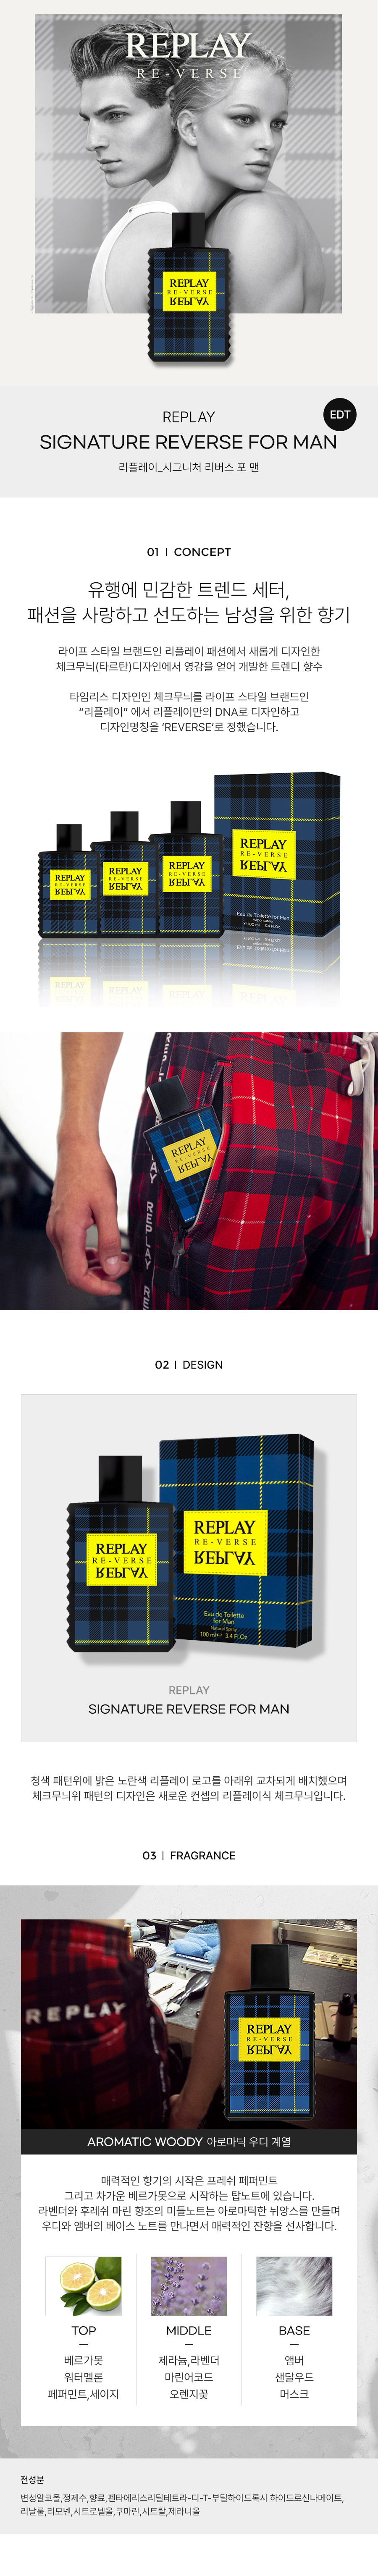 REPLAY
RE-VERSE
REPLAY
RE-VERSE
REPLAY
EDT
REPLAY
SIGNATURE REVERSE FOR MAN
리플레이_시그니처 리버스 포 맨
01 | CONCEPT
유행에 민감한 트렌드 세터,
패션을 사랑하고 선도하는 남성을 위한 향기
라이프 스타일 브랜드인 리플레이 패션에서 새롭게 디자인한
체크무늬(타르탄)디자인에서 영감을 얻어 개발한 트렌디 향수
타임리스 디자인인 체크무늬를 라이프 스타일 브랜드인
“리플레이” 에서 리플레이만의 DNA로 디자인하고
디자인명칭을 ‘REVERSE’로 정했습니다.
REPLAY
RE-VERSE
REPLAY
REPLAY
RE-VERSE
REPLAY
REPLAY
RE-VERSE
REPLAY
REPLAY
RE-VERSE
REPLAY
Eau de Toilette for Man
REPLAY
RE-VERSE
REPLAY
REPLAY
02 | DESIGN
REPLAY
RE-VERSE
REPLAY
REPLAY
RE-VERSE
REPLAY
Eau de Toilette
for Man
Natural Spray
100 ml e 3.4 Fl.Oz.
REPLAY
SIGNATURE REVERSE FOR MAN
청색 패턴위에 밝은 노란색 리플레이 로고를 아래위 교차되게 배치했으며
체크무늬위 패턴의 디자인은 새로운 컨셉의 리플레이식 체크무늬입니다.
03 | FRAGRANCE
REPLAY
REPLAY
RE-VERSE
REPLAY
AROMATIC WOODY 아로마틱 우디 계열
매력적인 향기의 시작은 프레쉬 페퍼민트
그리고 차가운 베르가못으로 시작하는 탑노트에 있습니다.
라벤더와 후레쉬 마린 향조의 미들노트는 아로마틱한 뉘앙스를 만들며
우디와 앰버의 베이스 노트를 만나면서 매력적인 잔향을 선사합니다.
TOP
베르가못
워터멜론
페퍼민트,세이지
MIDDLE
제라늄,라벤더
마린어코드
오렌지꽃
BASE
앰버
샌달우드
머스크
전성분
변성알코올,정제수,향료,펜타에리스리틸테트라-디-T-부틸하이드록시 하이드로신나메이트,
리날룰,리모넨,시트로넬올,쿠마린,시트랄,제라니올